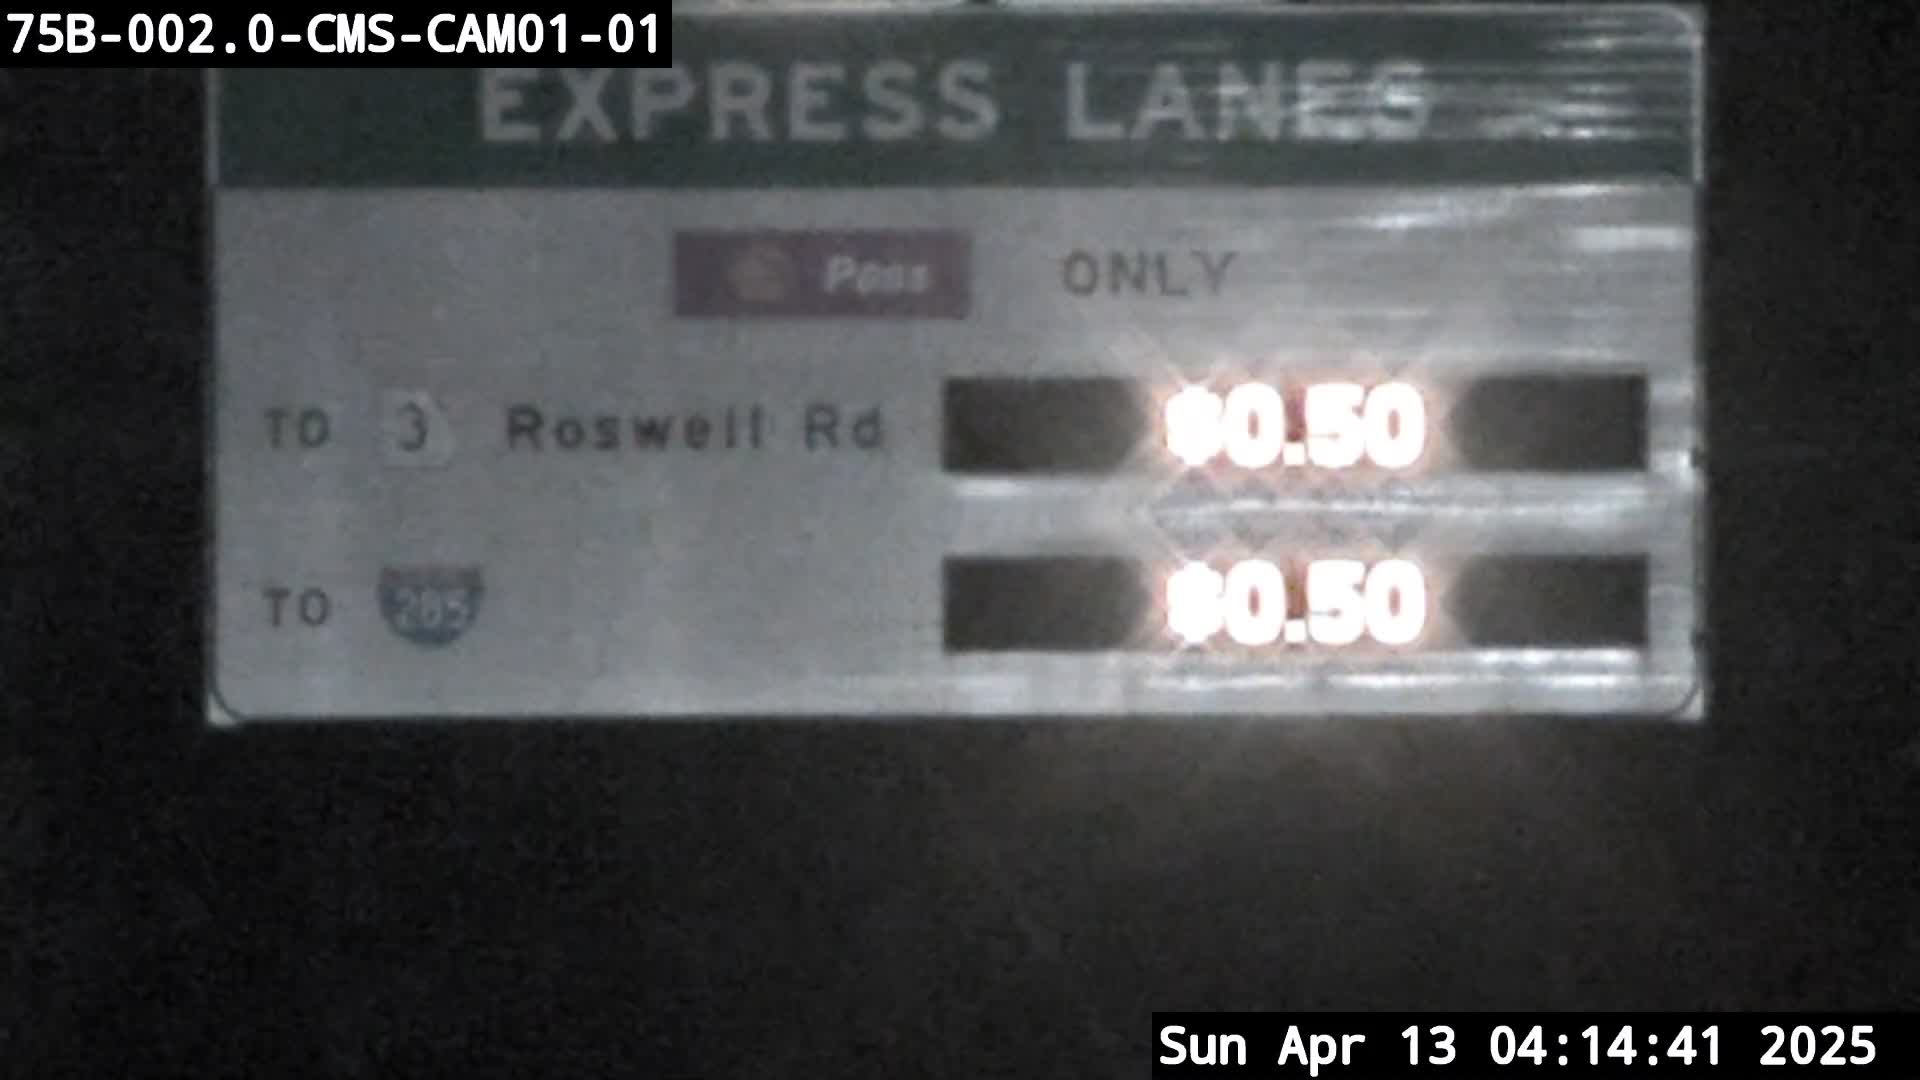 75B-002.0-CMS-CAM01-01
EXPRESS LANES
Pass ONLY
TO 3 Roswell Rd $0.50
TO 285 $0.50
Sun Apr 13 04:14:41 2025